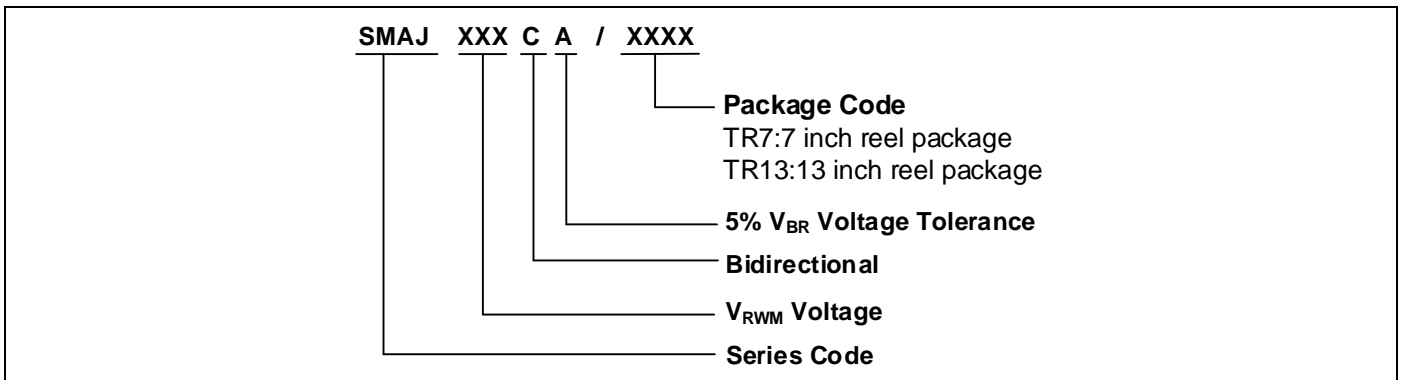 SMAJ XXX C A / XXXX
Package Code
TR7:7 inch reel package
TR13:13 inch reel package
5% VBR Voltage Tolerance
Bidirectional
VRWM Voltage
Series Code